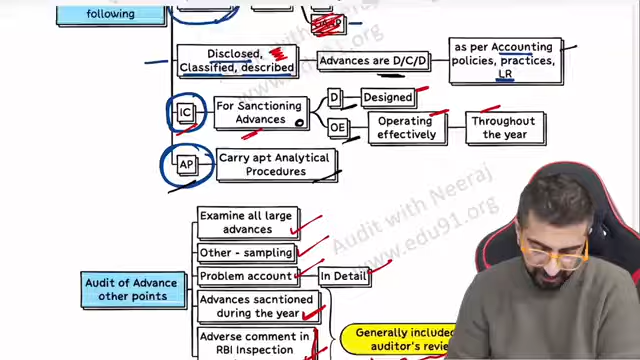 following
Disclosed,
Classified, described
Advances are D/C/D
as per Accounting
policies, practices,
LR
IC
For Sanctioning
Advances
D
Designed
OE
Operating
effectively
Throughout
the year
AP
Carry apt Analytical
Procedures
Audit with Neeraj
www.edu91.org
Audit of Advance
other points
Examine all large
advances
Other - sampling
Problem account
In Detail
Advances sacntioned
during the year
Adverse comment in
RBI Inspection
Generally included
auditor's revie